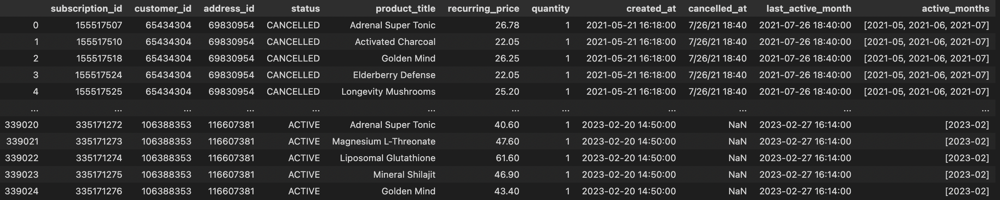 subscription_id customer_id address_id status product_title recurring_price quantity created_at cancelled_at last_active_month active_months
0 155517507 65434304 69830954 CANCELLED Adrenal Super Tonic 26.78 1 2021-05-21 16:18:00 7/26/21 18:40 2021-07-26 18:40:00 [2021-05, 2021-06, 2021-07]
1 155517510 65434304 69830954 CANCELLED Activated Charcoal 22.05 1 2021-05-21 16:18:00 7/26/21 18:40 2021-07-26 18:40:00 [2021-05, 2021-06, 2021-07]
2 155517518 65434304 69830954 CANCELLED Golden Mind 26.25 1 2021-05-21 16:18:00 7/26/21 18:40 2021-07-26 18:40:00 [2021-05, 2021-06, 2021-07]
3 155517524 65434304 69830954 CANCELLED Elderberry Defense 22.05 1 2021-05-21 16:18:00 7/26/21 18:40 2021-07-26 18:40:00 [2021-05, 2021-06, 2021-07]
4 155517525 65434304 69830954 CANCELLED Longevity Mushrooms 25.20 1 2021-05-21 16:18:00 7/26/21 18:40 2021-07-26 18:40:00 [2021-05, 2021-06, 2021-07]
... ... ... ... ... ... ... ... ... ... ... ...
339020 335171272 106388353 116607381 ACTIVE Adrenal Super Tonic 40.60 1 2023-02-20 14:50:00 NaN 2023-02-27 16:14:00 [2023-02]
339021 335171273 106388353 116607381 ACTIVE Magnesium L-Threonate 47.60 1 2023-02-20 14:50:00 NaN 2023-02-27 16:14:00 [2023-02]
339022 335171274 106388353 116607381 ACTIVE Liposomal Glutathione 61.60 1 2023-02-20 14:50:00 NaN 2023-02-27 16:14:00 [2023-02]
339023 335171275 106388353 116607381 ACTIVE Mineral Shilajit 46.90 1 2023-02-20 14:50:00 NaN 2023-02-27 16:14:00 [2023-02]
339024 335171276 106388353 116607381 ACTIVE Golden Mind 43.40 1 2023-02-20 14:50:00 NaN 2023-02-27 16:14:00 [2023-02]